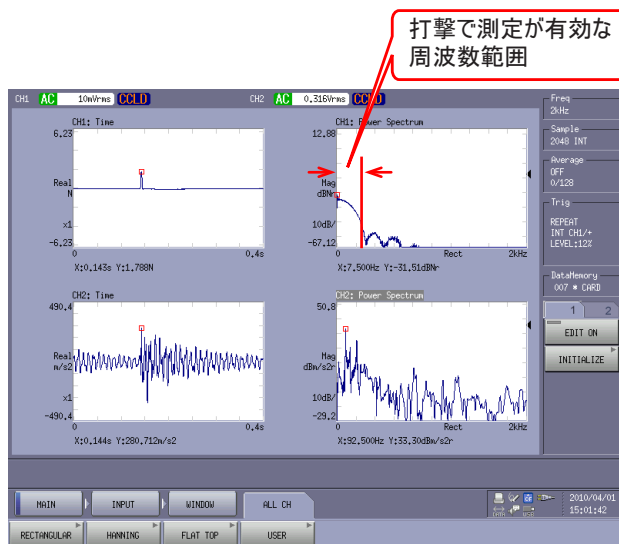 打撃で測定が有効な
周波数範囲
CH1 AC 10mVrms CCLD
CH2 AC 0.316Vrms CCLD
Freq
2kHz
Sample
2048 INT
Average
OFF
0/128
Trig
REPEAT
INT CH1/+
LEVEL:12%
DataMemory
007 * CARD
1 2
EDIT ON
INITIALIZE
CH1: Time
6.23
Real
N
x1
-6.23
0 0.4s
X:0.143s Y:1.788N
CH1: Power Spectrum
12.88
Mag
dBNr
10dB/
-67.12
0 Rect 2kHz
X:7.500Hz Y:-31.51dBNr
CH2: Time
490.4
Real
m/s2
x1
-490.4
0 0.4s
X:0.144s Y:280.712m/s2
CH2: Power Spectrum
50.8
Mag
dBm/s2r
10dB/
-29.2
0 Rect 2kHz
X:92.500Hz Y:33.30dBm/s2r
MAIN INPUT WINDOW ALL CH
DATA USB
2010/04/01
15:01:42
RECTANGULAR HANNING FLAT TOP USER